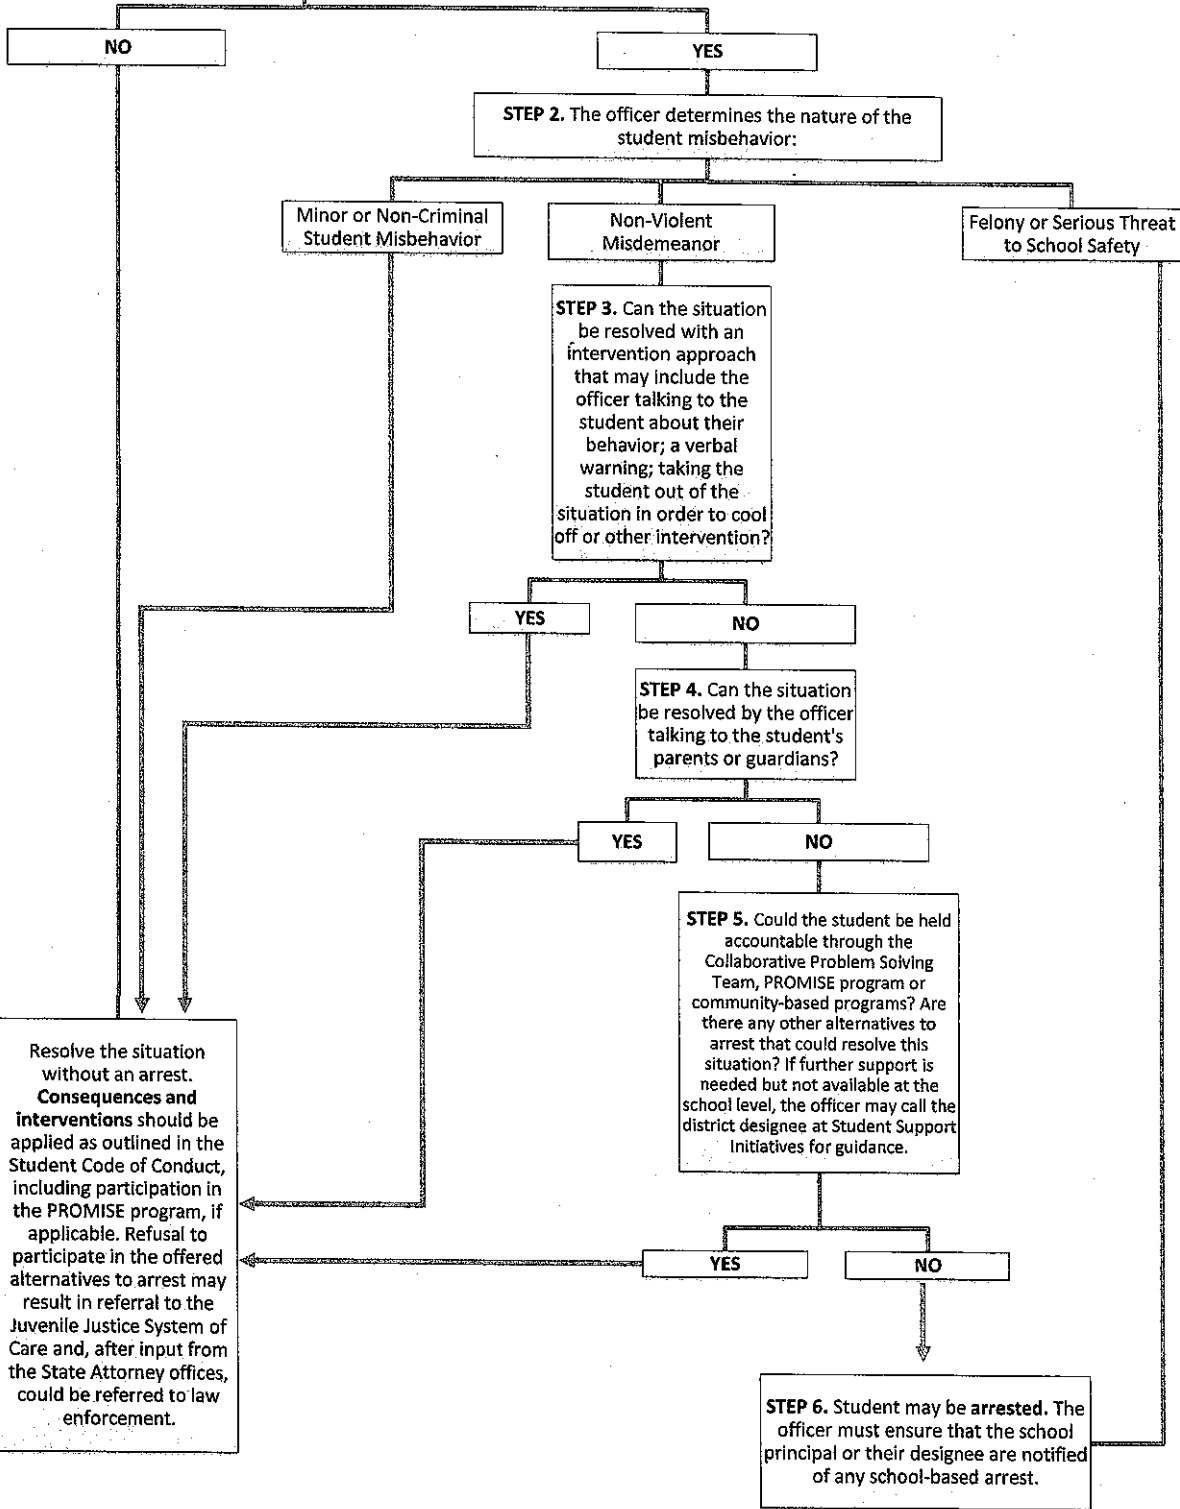 NO
YES
STEP 2. The officer determines the nature of the
student misbehavior:
Minor or Non-Criminal
Student Misbehavior
Non-Violent
Misdemeanor
Felony or Serious Threat
to School Safety
STEP 3. Can the situation
be resolved with an
intervention approach
that may include the
officer talking to the
student about their
behavior; a verbal
warning; taking the
student out of the
situation in order to cool
off or other intervention?
YES
NO
STEP 4. Can the situation
be resolved by the officer
talking to the student's
parents or guardians?
YES
NO
STEP 5. Could the student be held
accountable through the
Collaborative Problem Solving
Team, PROMISE program or
community-based programs? Are
there any other alternatives to
arrest that could resolve this
situation? If further support is
needed but not available at the
school level, the officer may call the
district designee at Student Support
Initiatives for guidance.
YES
NO
Resolve the situation
without an arrest.
Consequences and
interventions should be
applied as outlined in the
Student Code of Conduct,
including participation in
the PROMISE program, if
applicable. Refusal to
participate in the offered
alternatives to arrest may
result in referral to the
Juvenile Justice System of
Care and, after input from
the State Attorney offices,
could be referred to law
enforcement.
STEP 6. Student may be arrested. The
officer must ensure that the school
principal or their designee are notified
of any school-based arrest.